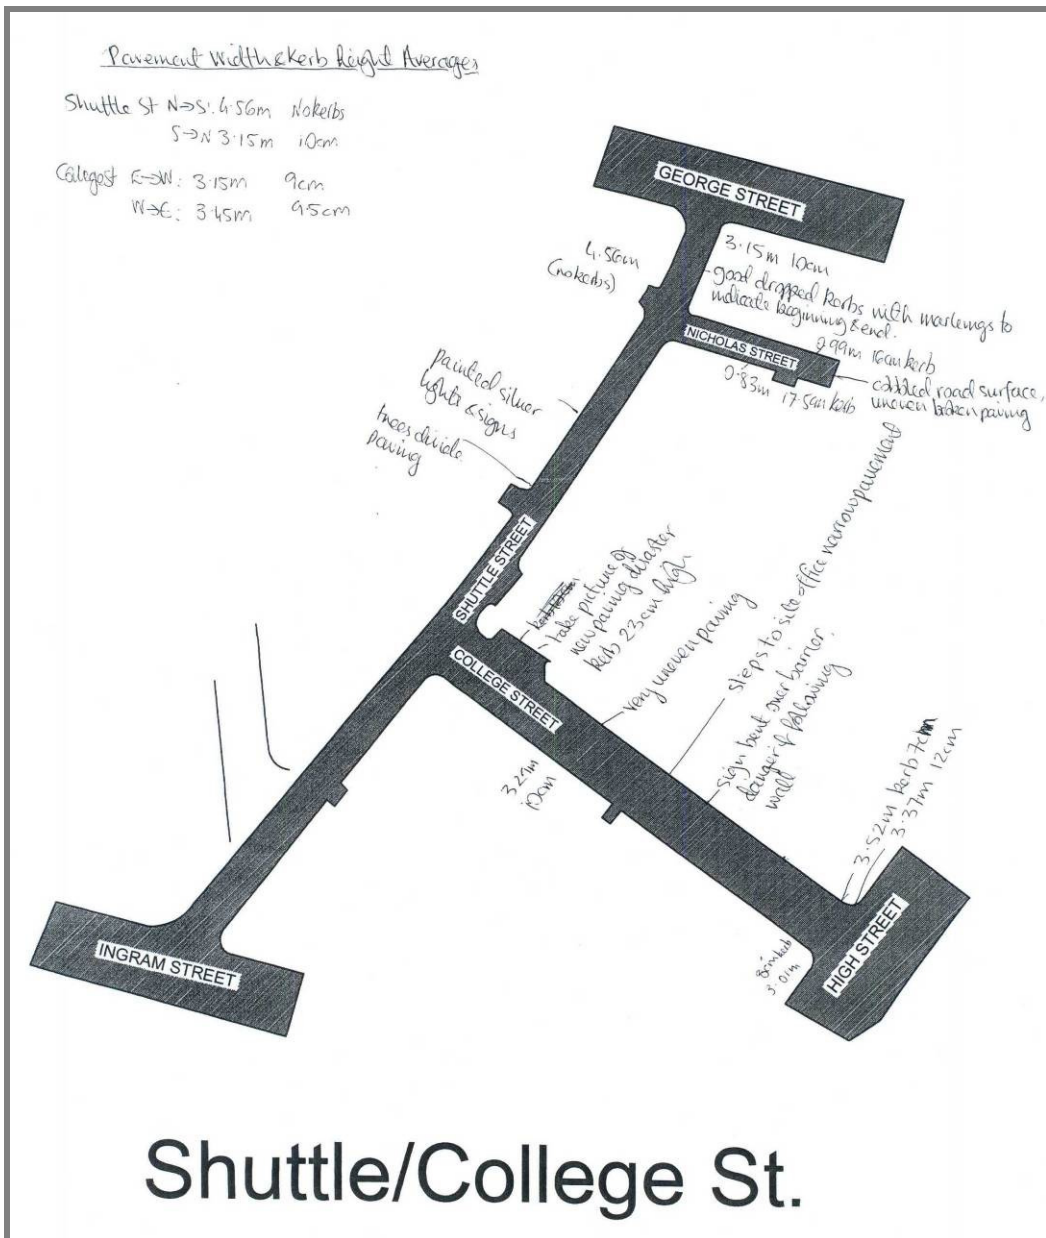 Pavement Width & Kerb Height Averages
Shuttle St N→S: 4.56m No kerbs
S→N 3.15m 10cm
College St E→W: 3.15m 9cm
W→E: 3.45m 9.5cm
GEORGE STREET
4.56m
(no kerbs)
3.15m 10cm
good dropped kerbs with markings to
indicate beginning & end.
NICHOLAS STREET
0.99m 16cm kerb
0.83m 17.5cm kerb
cobbled road surface,
uneven broken paving
painted silver
lights & signs
trees divide
paving
SHUTTLE STREET
take picture of
new paving disaster
kerb 23cm high
COLLEGE STREET
very uneven paving
steps to site office narrow pavement
sign bent over barrier.
danger if following
wall
3.29m
10cm
3.52m kerb 7cm
3.37m 12cm
8cm kerb
3.01m
HIGH STREET
INGRAM STREET
Shuttle/College St.